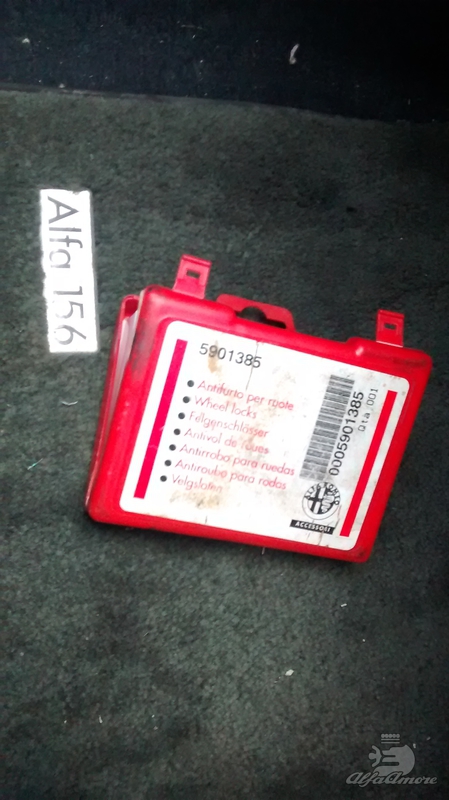 Alfa 156
5901385
Antifurto per ruote
Wheel locks
Felgenschlösser
Antivol de roues
Antirrobo para ruedas
Antiroubo para rodas
Velgsloten
0005901385
Qta 001
ACCESSORI
AlfaAmore